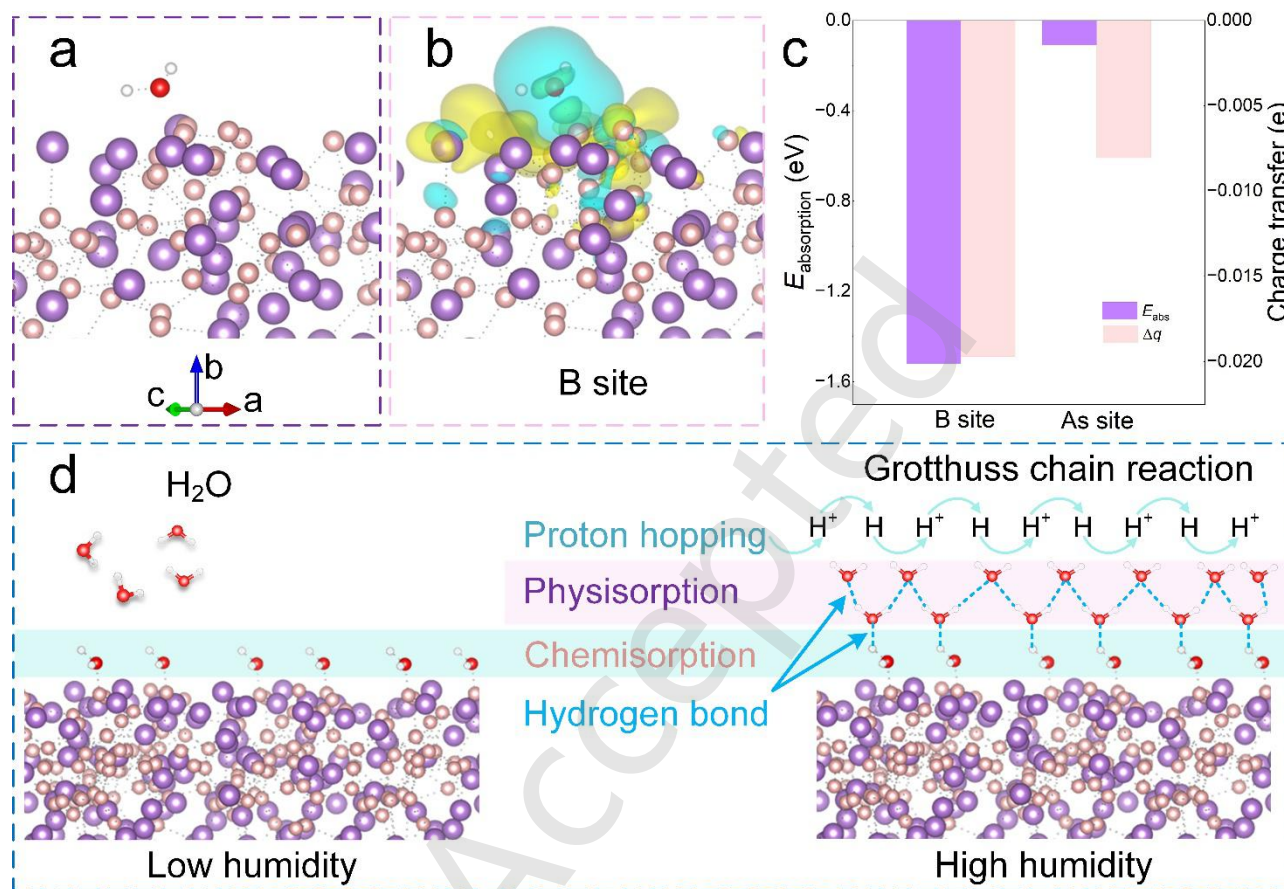 a
b
c
b
a
B site
c
0.0
−0.4
−0.8
−1.2
−1.6
E_absorption (eV)
0.000
−0.005
−0.010
−0.015
−0.020
Charge transfer (e)
E_abs
Δq
B site
As site
d
H₂O
Grotthuss chain reaction
Proton hopping
H⁺ H H⁺ H H⁺ H H⁺ H H⁺
Physisorption
Chemisorption
Hydrogen bond
Low humidity
High humidity
Accepted